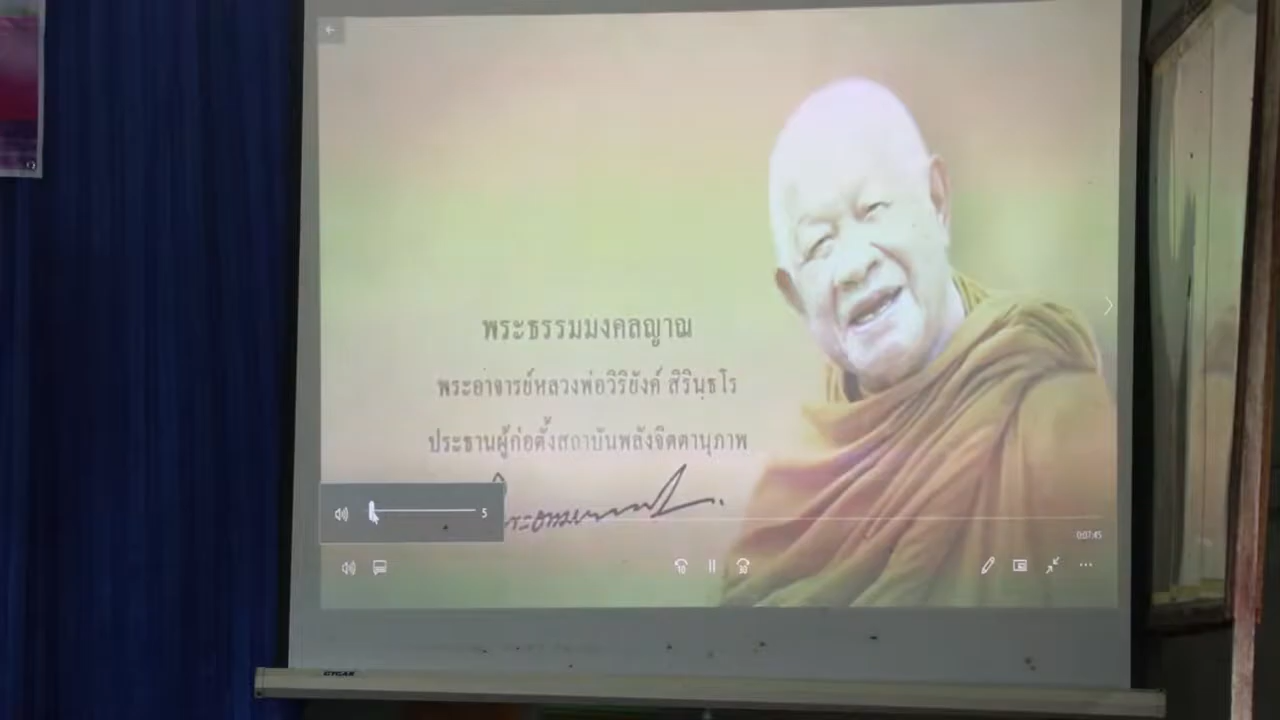 พระธรรมมงคลญาณ
พระอาจารย์หลวงพ่อวิริยังค์ สิรินฺธโร
ประธานผู้ก่อตั้งสถาบันพลังจิตตานุภาพ
5
0:07:45
10
30